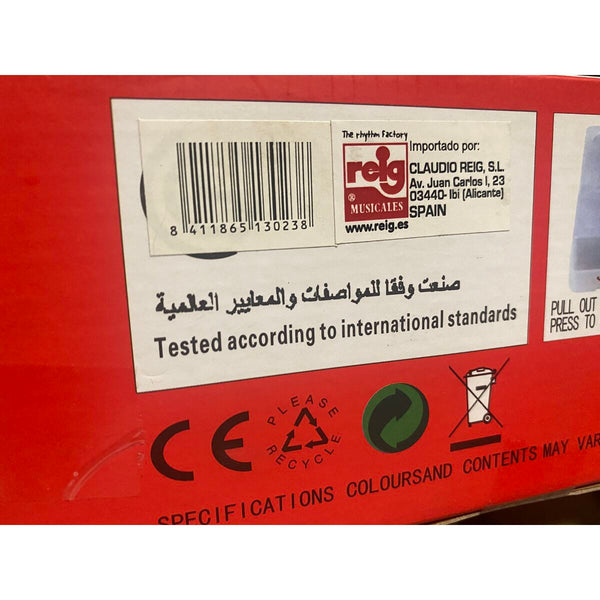 8 411865 130238
The rhythm Factory
reig
®
MUSICALES
www.reig.es
Importado por:
CLAUDIO REIG, S.L.
Av. Juan Carlos I, 23
03440- Ibi (Alicante)
SPAIN
صنعت وفقا للمواصفات والمعايير العالمية
Tested according to international standards
PULL OUT
PRESS TO
CE
PLEASE
RECYCLE
SPECIFICATIONS COLOURSAND CONTENTS MAY VAR